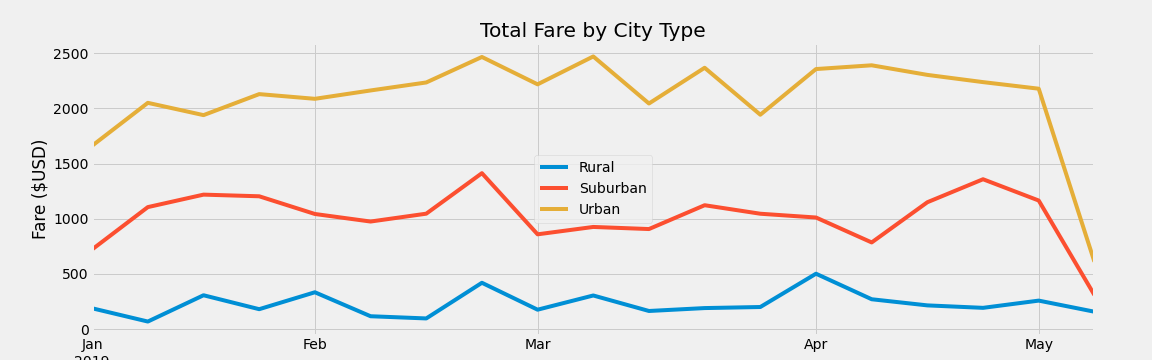 Total Fare by City Type
Fare ($USD)
2500
2000
1500
1000
500
0
Rural
Suburban
Urban
Jan Feb Mar Apr May
2019